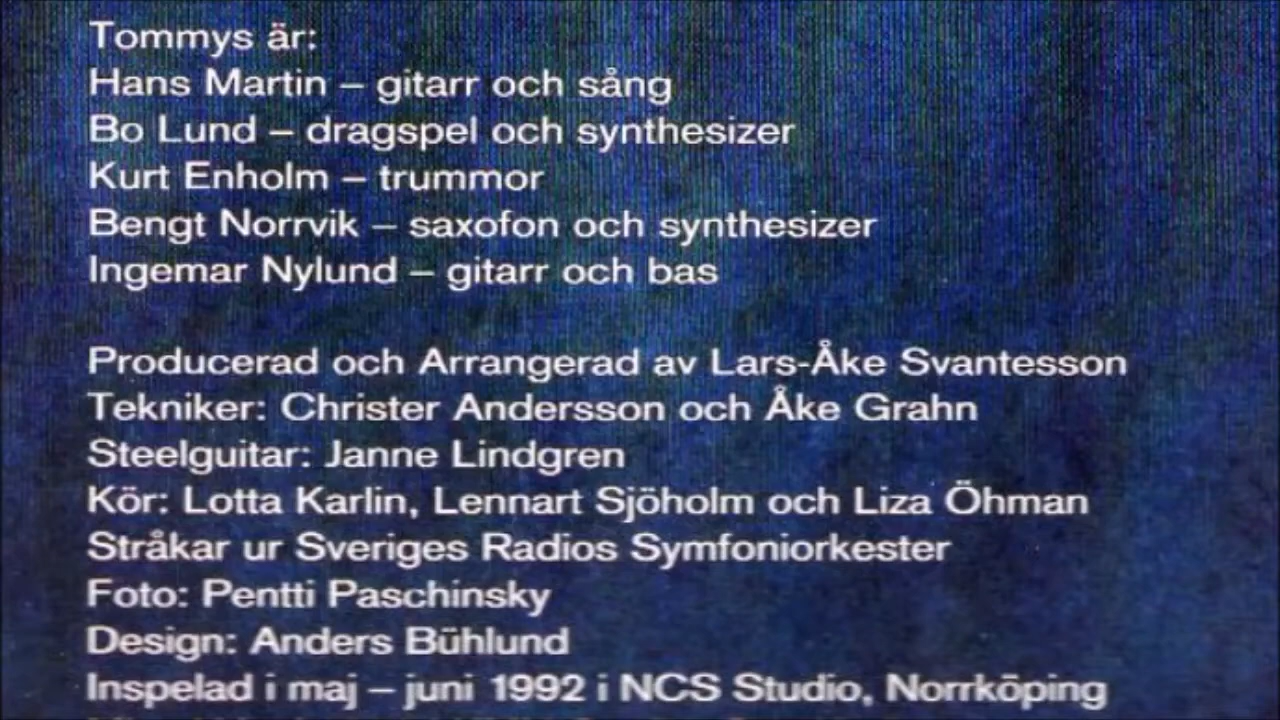 Tommys är:
Hans Martin – gitarr och sång
Bo Lund – dragspel och synthesizer
Kurt Enholm – trummor
Bengt Norrvik – saxofon och synthesizer
Ingemar Nylund – gitarr och bas
Producerad och Arrangerad av Lars-Åke Svantesson
Tekniker: Christer Andersson och Åke Grahn
Steelguitar: Janne Lindgren
Kör: Lotta Karlin, Lennart Sjöholm och Liza Öhman
Stråkar ur Sveriges Radios Symfoniorkester
Foto: Pentti Paschinsky
Design: Anders Bühlund
Inspelad i maj – juni 1992 i NCS Studio, Norrköping